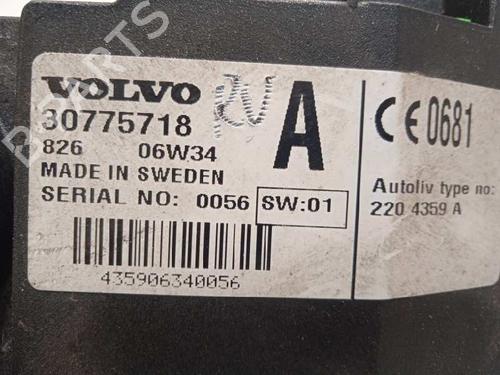 VOLVO
30775718
A
826 06W34
MADE IN SWEDEN
SERIAL NO: 0056 SW:01
435906340056
CE 0681
Autoliv type no:
220 4359 A